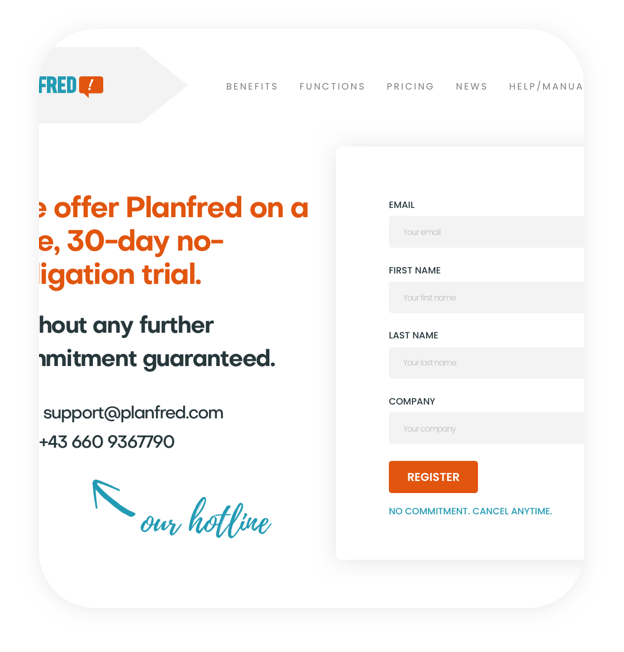 FRED!
BENEFITS FUNCTIONS PRICING NEWS HELP/MANUA
e offer Planfred on a
e, 30-day no-
ligation trial.
hout any further
mmitment guaranteed.
support@planfred.com
+43 660 9367790
our hotline
EMAIL
Your email
FIRST NAME
Your first name
LAST NAME
Your last name
COMPANY
Your company
REGISTER
NO COMMITMENT. CANCEL ANYTIME.